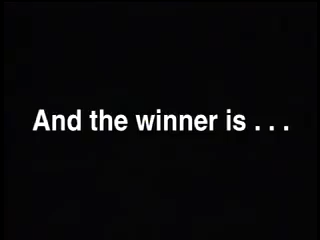 And the winner is . . .